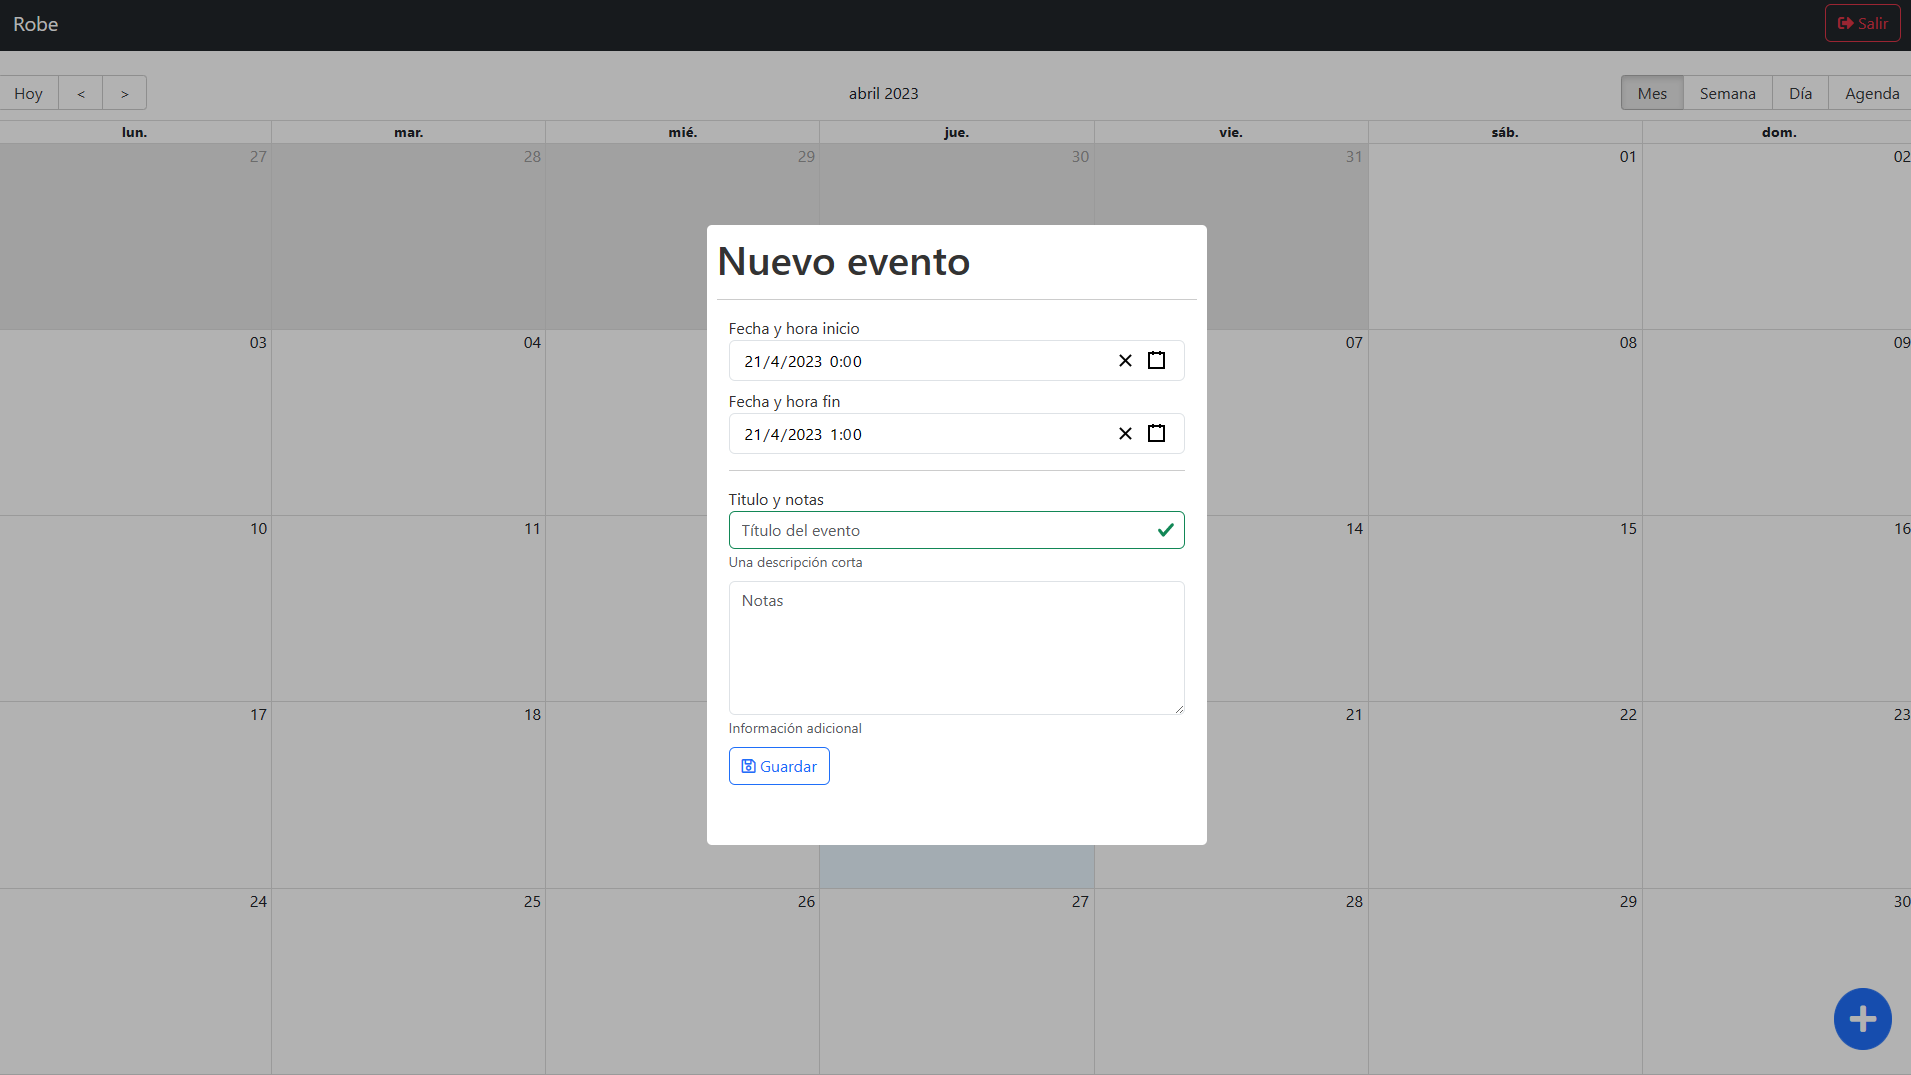 Robe
Salir
Hoy < > abril 2023 Mes Semana Día Agenda
lun. mar. mié. jue. vie. sáb. dom.
27 28 29 30 31 01 02
Nuevo evento
Fecha y hora inicio
03 04 07 08 09
21/4/2023 0:00
Fecha y hora fin
21/4/2023 1:00
Titulo y notas
10 11 14 15 16
Título del evento
Una descripción corta
Notas
17 18 21 22 23
Información adicional
Guardar
24 25 26 27 28 29 30